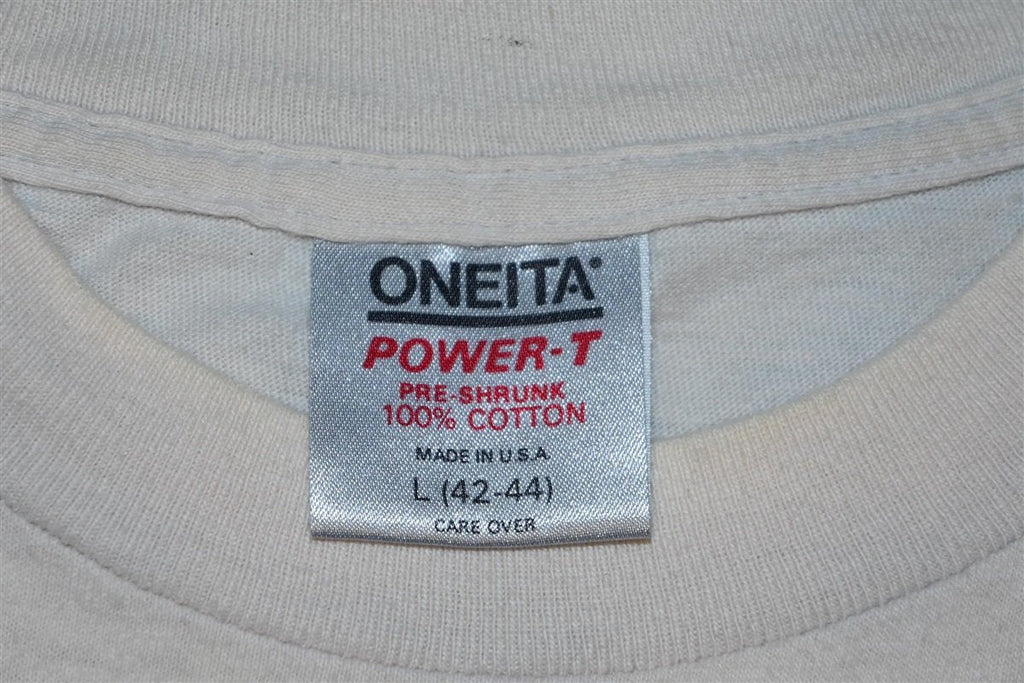 ONEITA
POWER-T
PRE-SHRUNK
100% COTTON
MADE IN U.S.A.
L (42-44)
CARE OVER